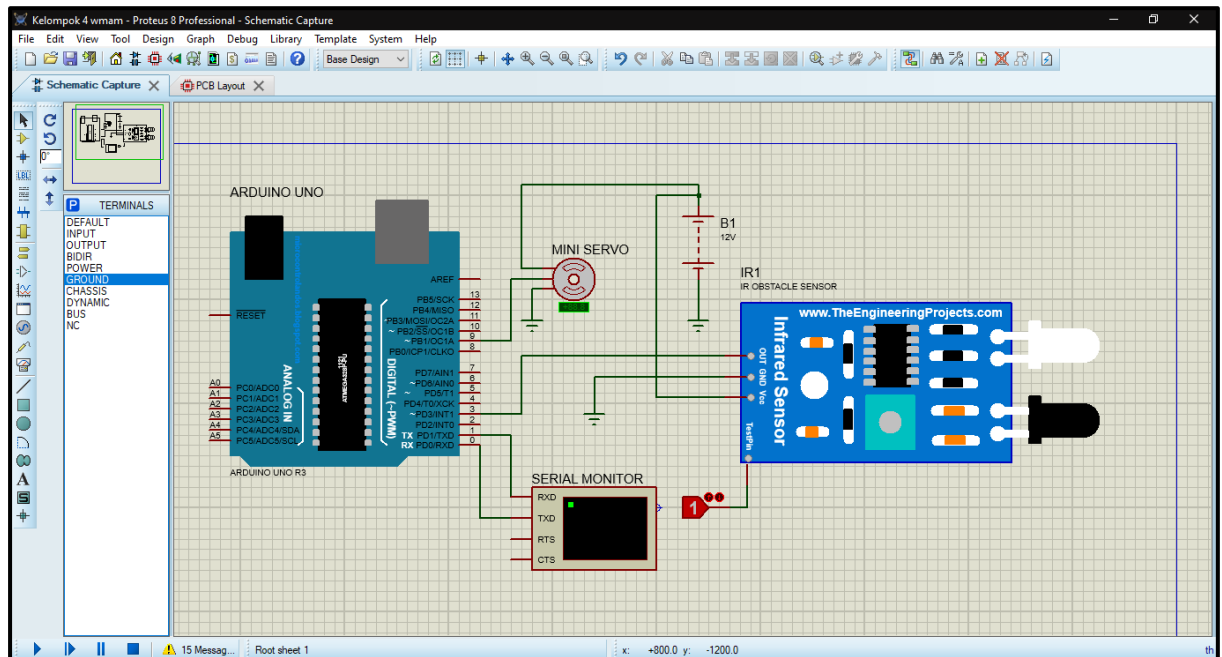 Kelompok 4 wmam - Proteus 8 Professional - Schematic Capture
File Edit View Tool Design Graph Debug Library Template System Help
Base Design
Schematic Capture
PCB Layout
0°
LBL
P TERMINALS
DEFAULT
INPUT
OUTPUT
BIDIR
POWER
GROUND
CHASSIS
DYNAMIC
BUS
NC
ARDUINO UNO
RESET
AREF
13
PB5/SCK
12
PB4/MISO
11
~PB3/MOSI/OC2A
10
~ PB2/SS/OC1B
9
~PB1/OC1A
8
PB0/ICP1/CLKO
7
PD7/AIN1
6
~PD6/AIN0
5
~ PD5/T1
4
PD4/T0/XCK
3
~PD3/INT1
2
PD2/INT0
1
TX PD1/TXD
0
RX PD0/RXD
DIGITAL (~PWM)
ANALOG IN
A0 PC0/ADC0
A1 PC1/ADC1
A2 PC2/ADC2
A3 PC3/ADC3
A4 PC4/ADC4/SDA
A5 PC5/ADC5/SCL
ARDUINO UNO R3
MINI SERVO
B1
12V
IR1
IR OBSTACLE SENSOR
www.TheEngineeringProjects.com
Infrared Sensor
OUT GND Vcc
TestPin
SERIAL MONITOR
RXD
TXD
RTS
CTS
1
15 Messag...
Root sheet 1
x: +800.0 y: -1200.0
th